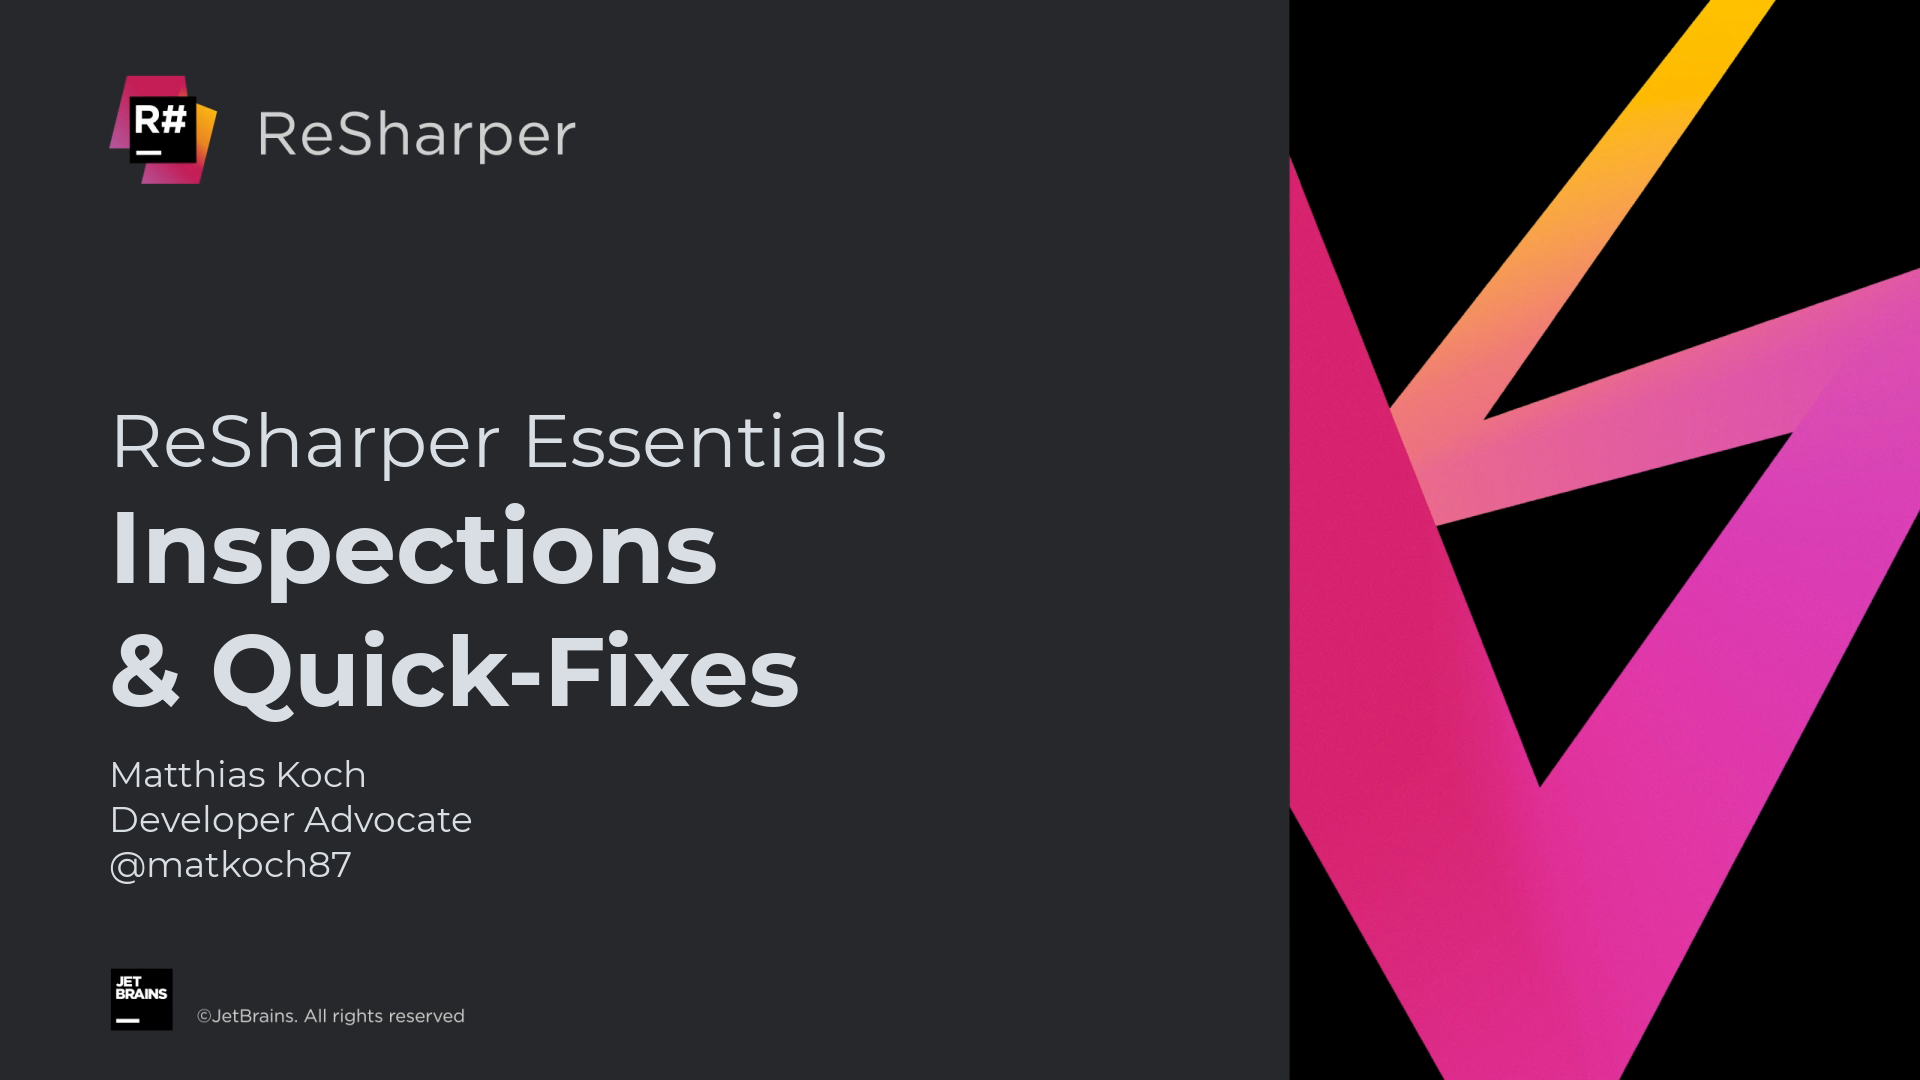 R#
ReSharper
ReSharper Essentials
Inspections
& Quick-Fixes
Matthias Koch
Developer Advocate
@matkoch87
JET
BRAINS
©JetBrains. All rights reserved